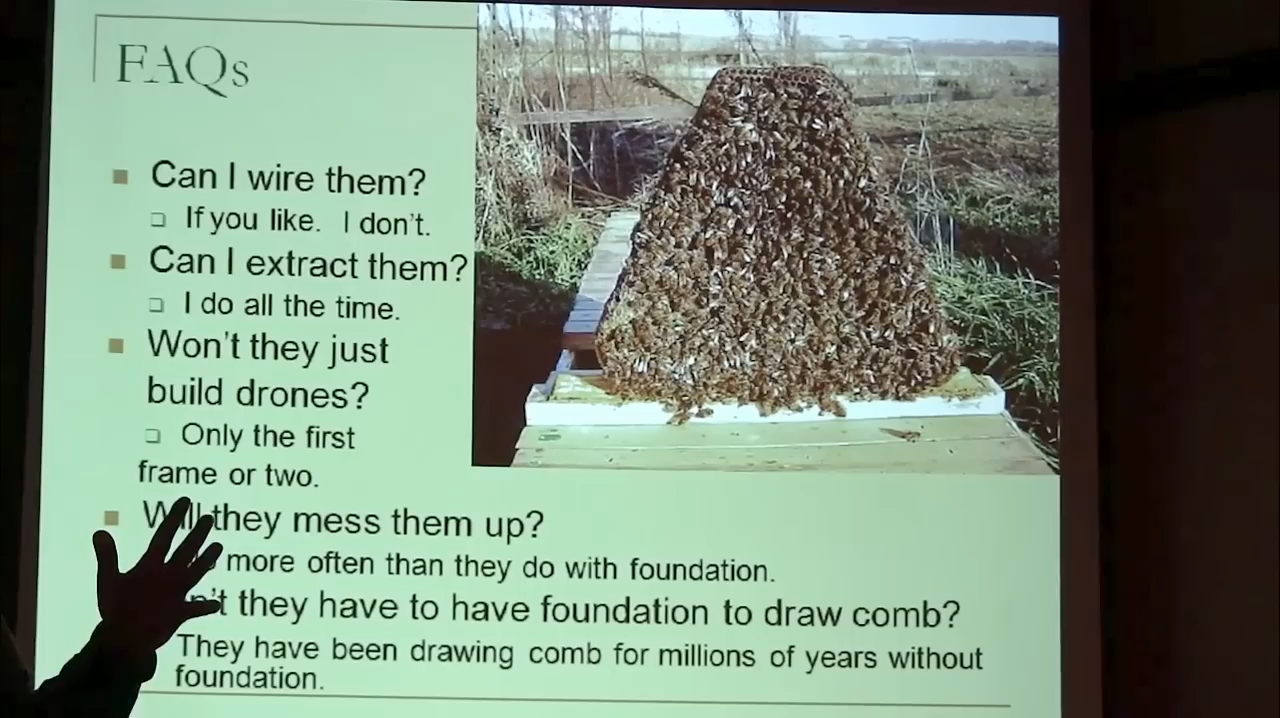 FAQs
Can I wire them?
If you like. I don't.
Can I extract them?
I do all the time.
Won't they just
build drones?
Only the first
frame or two.
Will they mess them up?
more often than they do with foundation.
they have to have foundation to draw comb?
They have been drawing comb for millions of years without
foundation.